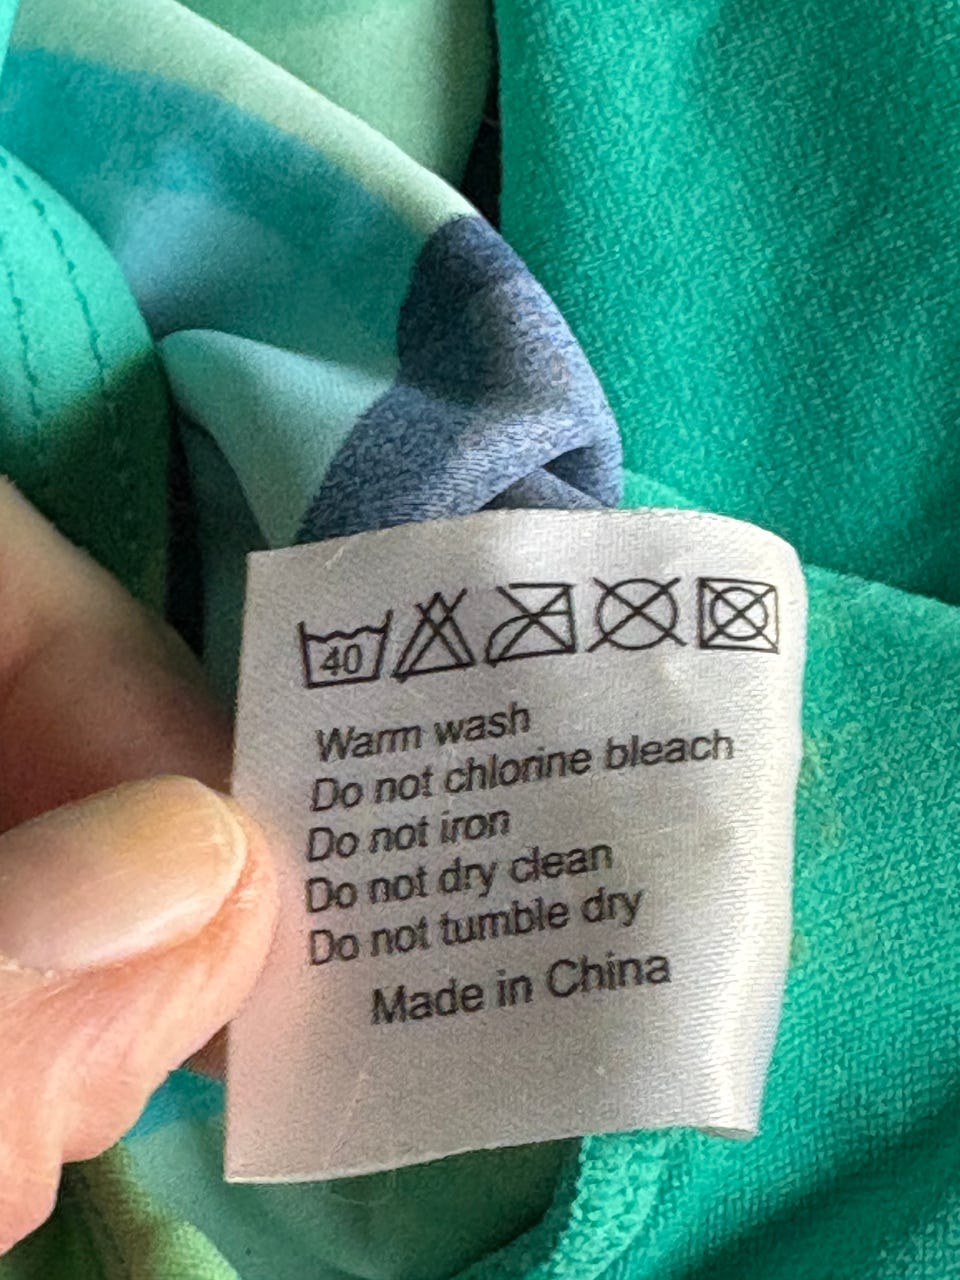 40
Warm wash
Do not chlorine bleach
Do not iron
Do not dry clean
Do not tumble dry
Made in China